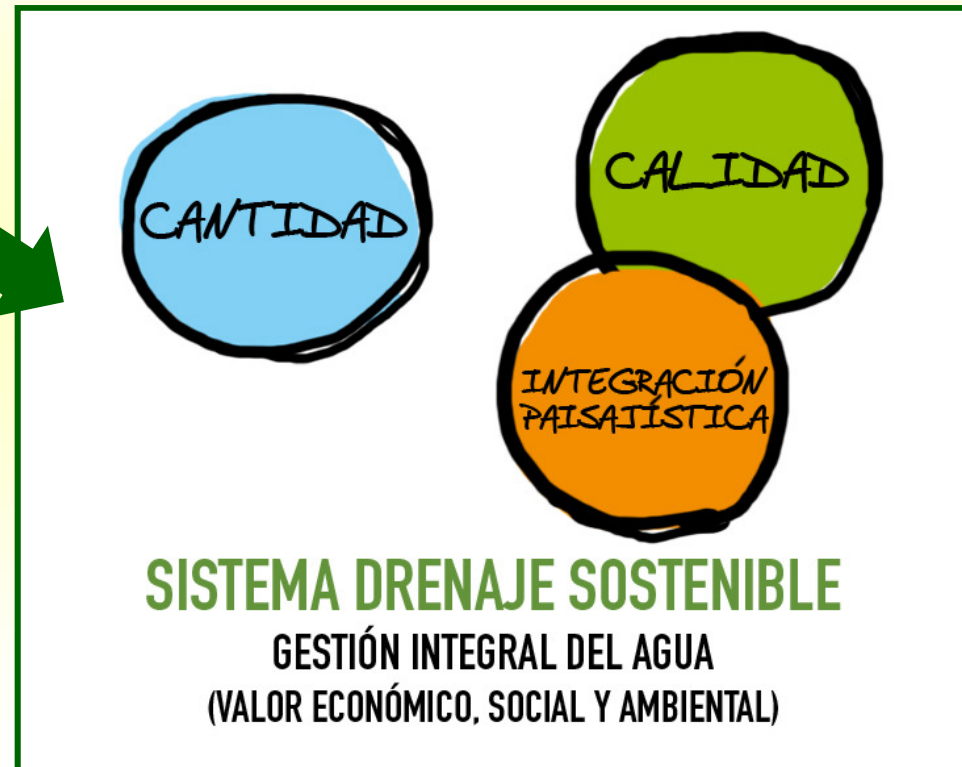 CANTIDAD
CALIDAD
INTEGRACIÓN
PAISAJÍSTICA
SISTEMA DRENAJE SOSTENIBLE
GESTIÓN INTEGRAL DEL AGUA
(VALOR ECONÓMICO, SOCIAL Y AMBIENTAL)